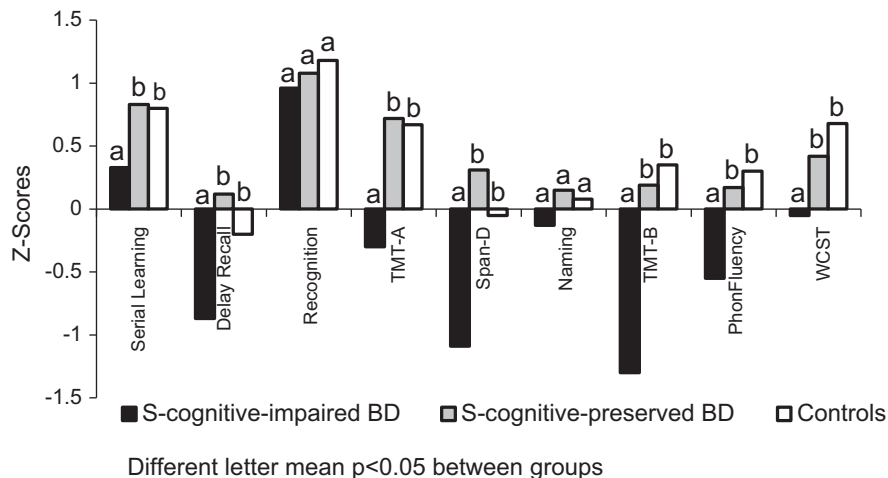 1.5
1
0.5
0
-0.5
-1
-1.5
Z-Scores
a b b
a b b
a a a
a b b
a b b
a a a
a b b
a b b
a b b
Serial Learning
Delay Recall
Recognition
TMT-A
Span-D
Naming
TMT-B
PhonFluency
WCST
S-cognitive-impaired BD
S-cognitive-preserved BD
Controls
Different letter mean p<0.05 between groups